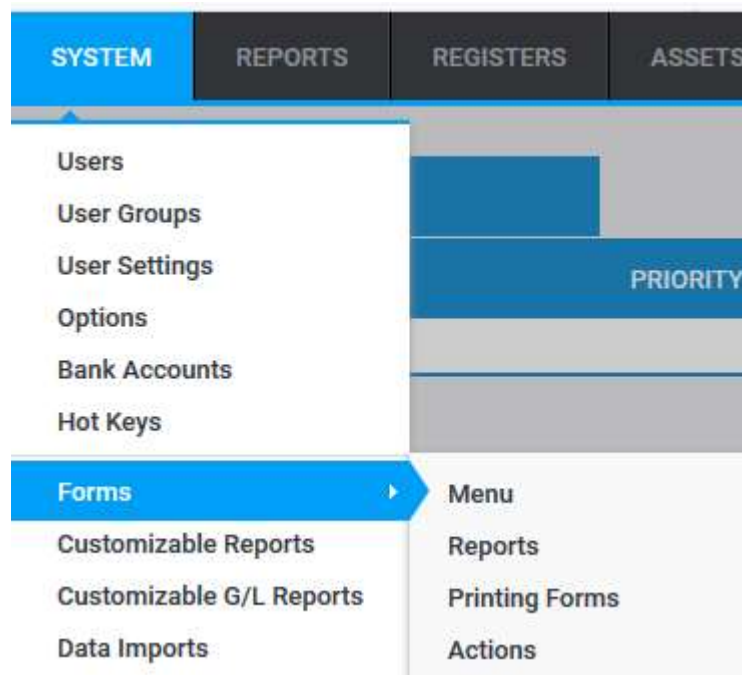 SYSTEM REPORTS REGISTERS ASSETS
Users
User Groups
User Settings
PRIORITY
Options
Bank Accounts
Hot Keys
Forms
Customizable Reports
Customizable G/L Reports
Data Imports
Menu
Reports
Printing Forms
Actions